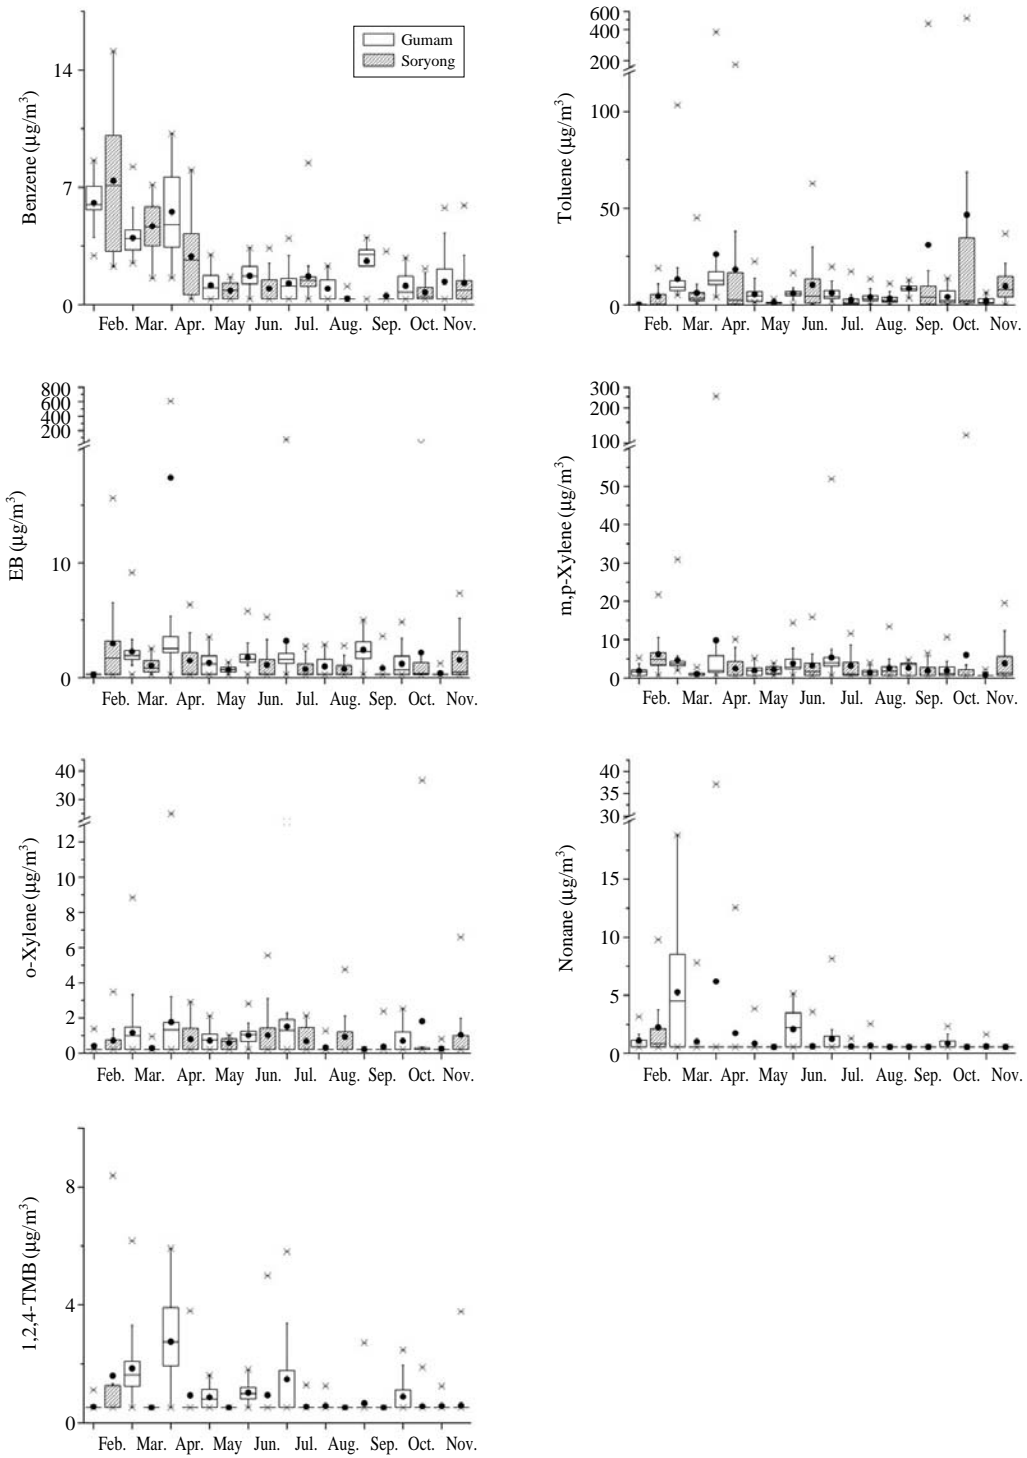 Benzene (μg/m³)
14
7
0
Gumam
Soryong
Feb. Mar. Apr. May Jun. Jul. Aug. Sep. Oct. Nov.
Toluene (μg/m³)
600
400
200
100
50
0
Feb. Mar. Apr. May Jun. Jul. Aug. Sep. Oct. Nov.
EB (μg/m³)
800
600
400
200
10
0
Feb. Mar. Apr. May Jun. Jul. Aug. Sep. Oct. Nov.
m,p-Xylene (μg/m³)
300
200
100
50
40
30
20
10
0
Feb. Mar. Apr. May Jun. Jul. Aug. Sep. Oct. Nov.
o-Xylene (μg/m³)
40
30
12
10
8
6
4
2
0
Feb. Mar. Apr. May Jun. Jul. Aug. Sep. Oct. Nov.
Nonane (μg/m³)
40
35
30
15
10
5
0
Feb. Mar. Apr. May Jun. Jul. Aug. Sep. Oct. Nov.
1,2,4-TMB (μg/m³)
8
4
0
Feb. Mar. Apr. May Jun. Jul. Aug. Sep. Oct. Nov.